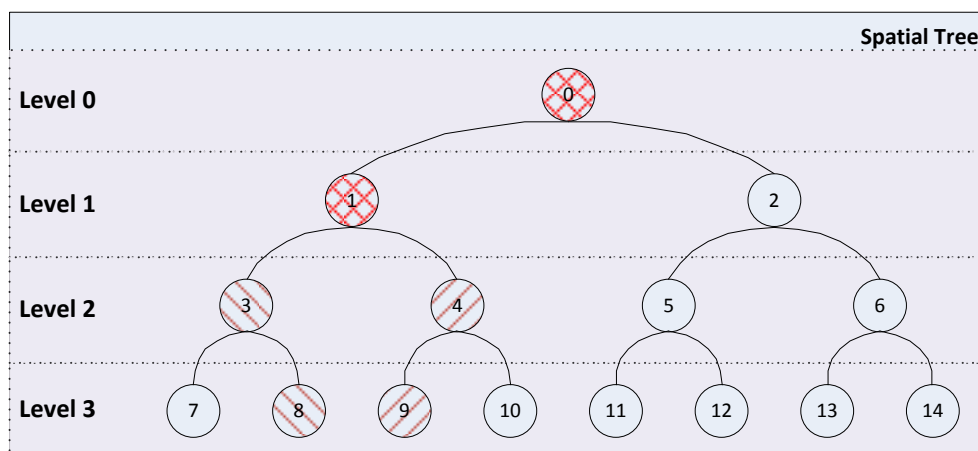 Spatial Tree
Level 0
0
Level 1
1 2
Level 2
3 4 5 6
Level 3
7 8 9 10 11 12 13 14